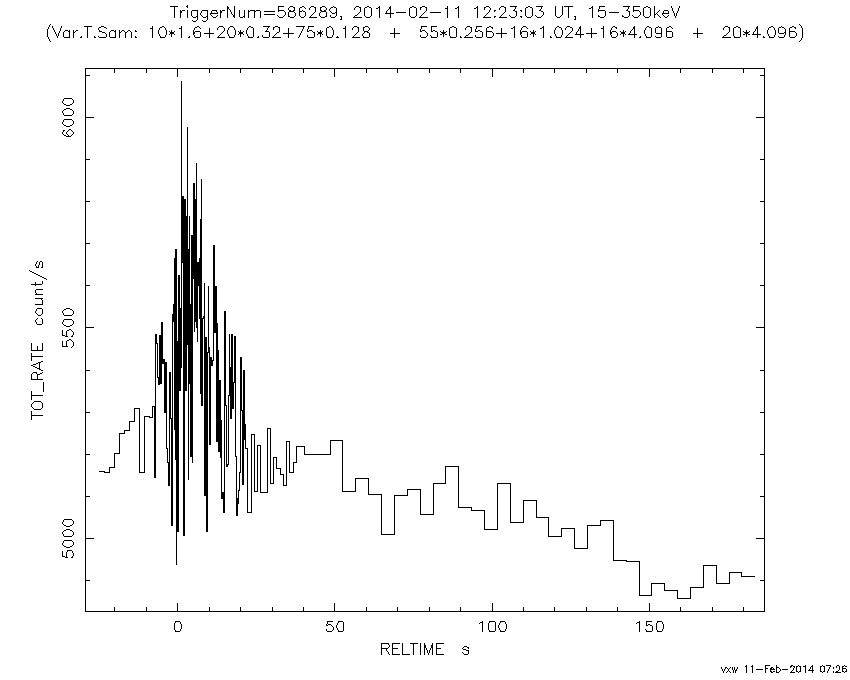 TriggerNum=586289, 2014-02-11 12:23:03 UT, 15-350keV
(Var.T.Sam: 10*1.6+20*0.32+75*0.128 + 55*0.256+16*1.024+16*4.096 + 20*4.096)
6000
5500
5000
TOT_RATE count/s
0 50 100 150
RELTIME s
vxw 11-Feb-2014 07:26